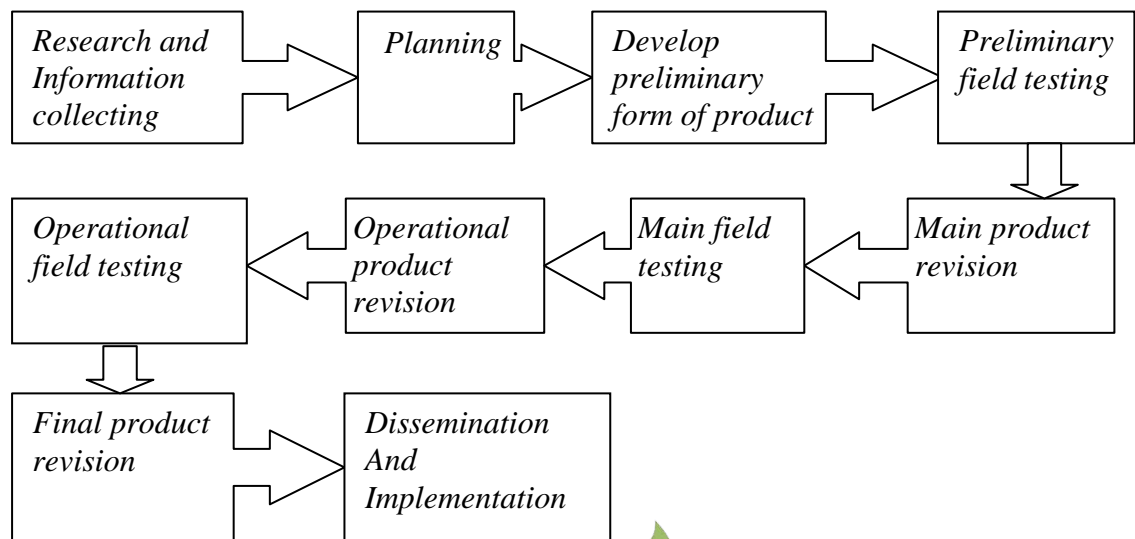 Research and
Information
collecting
Planning
Develop
preliminary
form of product
Preliminary
field testing
Main product
revision
Main field
testing
Operational
product
revision
Operational
field testing
Final product
revision
Dissemination
And
Implementation